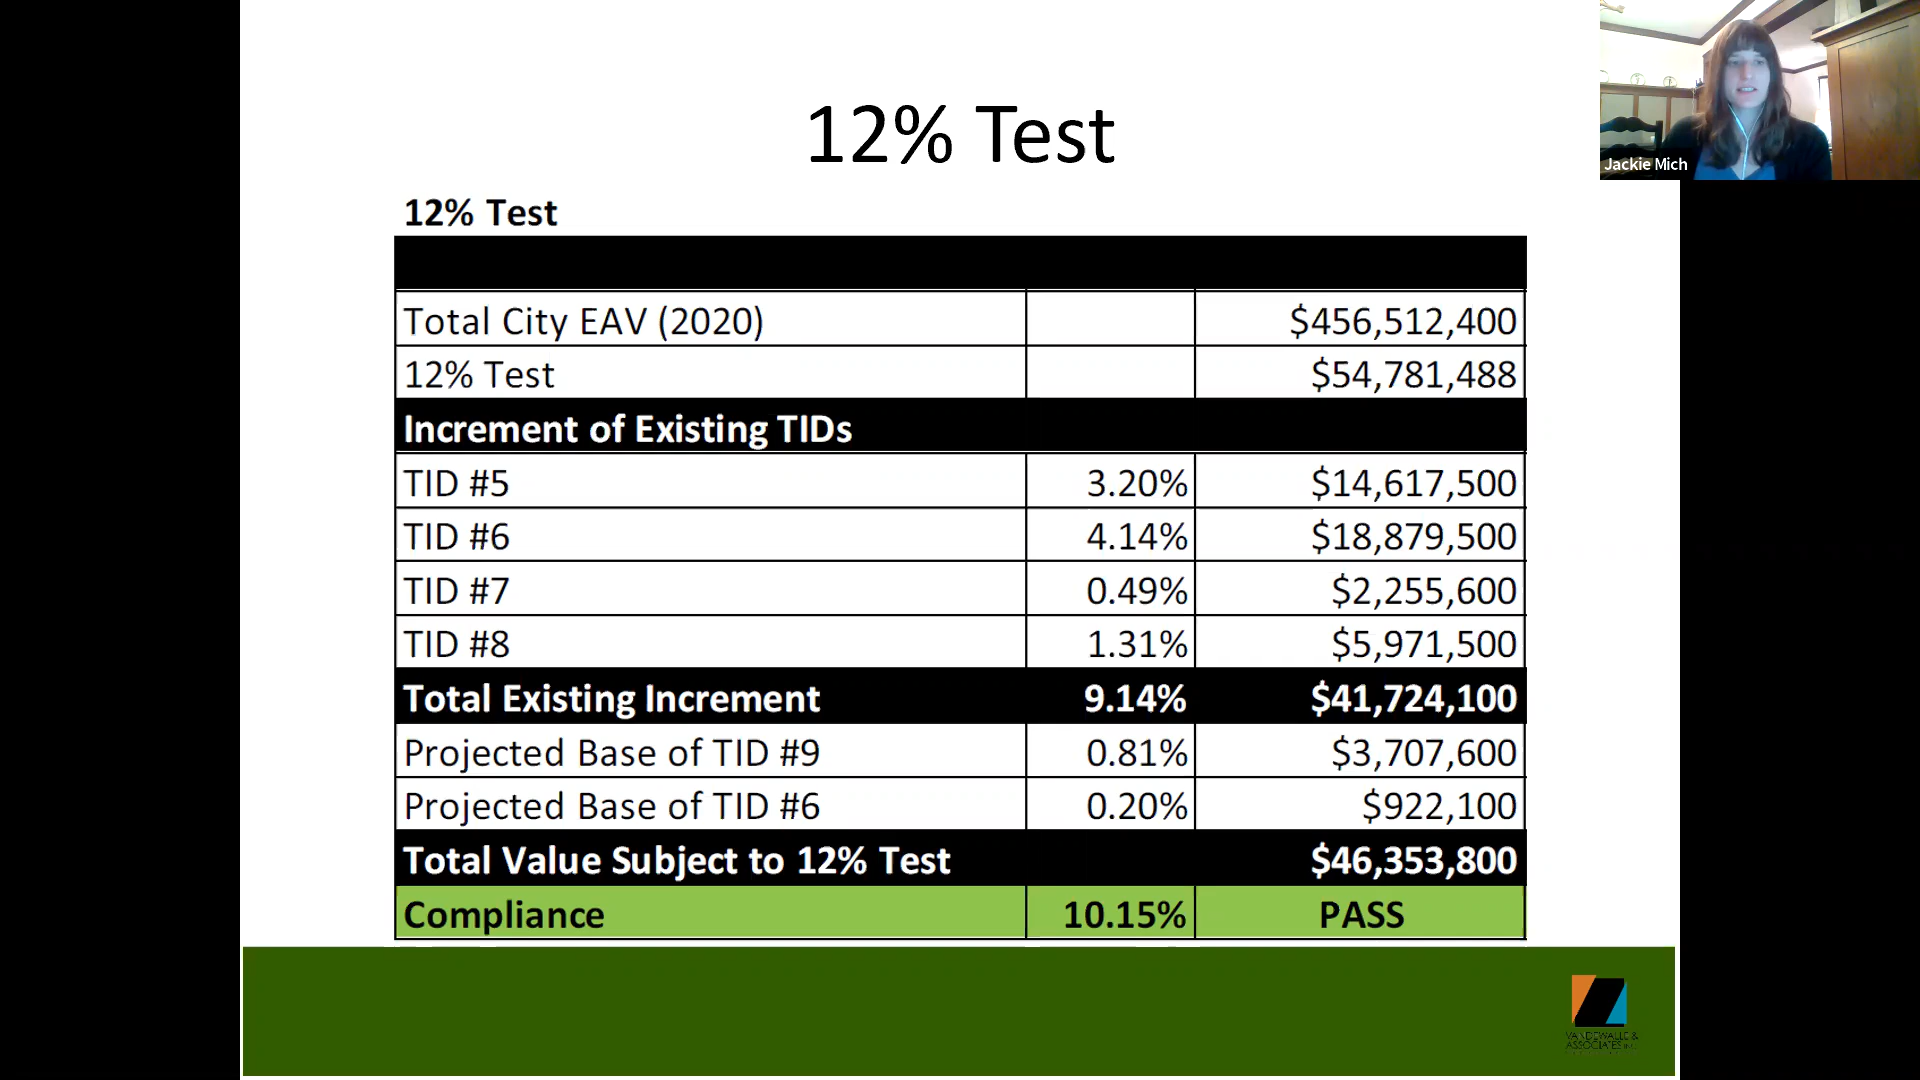 12% Test
Jackie Mich
12% Test
Total City EAV (2020) $456,512,400
12% Test $54,781,488
Increment of Existing TIDs
TID #5 3.20% $14,617,500
TID #6 4.14% $18,879,500
TID #7 0.49% $2,255,600
TID #8 1.31% $5,971,500
Total Existing Increment 9.14% $41,724,100
Projected Base of TID #9 0.81% $3,707,600
Projected Base of TID #6 0.20% $922,100
Total Value Subject to 12% Test $46,353,800
Compliance 10.15% PASS
VANDEWALLE &
ASSOCIATES INC.